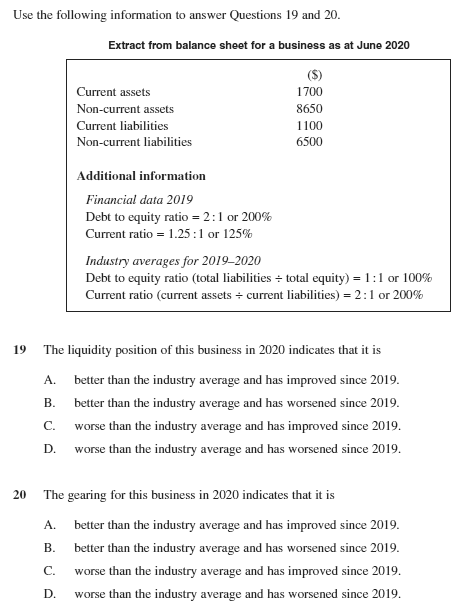 Use the following information to answer Questions 19 and 20.
Extract from balance sheet for a business as at June 2020
($)
Current assets 1700
Non-current assets 8650
Current liabilities 1100
Non-current liabilities 6500
Additional information
Financial data 2019
Debt to equity ratio = 2 : 1 or 200%
Current ratio = 1.25 : 1 or 125%
Industry averages for 2019–2020
Debt to equity ratio (total liabilities ÷ total equity) = 1 : 1 or 100%
Current ratio (current assets ÷ current liabilities) = 2 : 1 or 200%
19 The liquidity position of this business in 2020 indicates that it is
A. better than the industry average and has improved since 2019.
B. better than the industry average and has worsened since 2019.
C. worse than the industry average and has improved since 2019.
D. worse than the industry average and has worsened since 2019.
20 The gearing for this business in 2020 indicates that it is
A. better than the industry average and has improved since 2019.
B. better than the industry average and has worsened since 2019.
C. worse than the industry average and has improved since 2019.
D. worse than the industry average and has worsened since 2019.